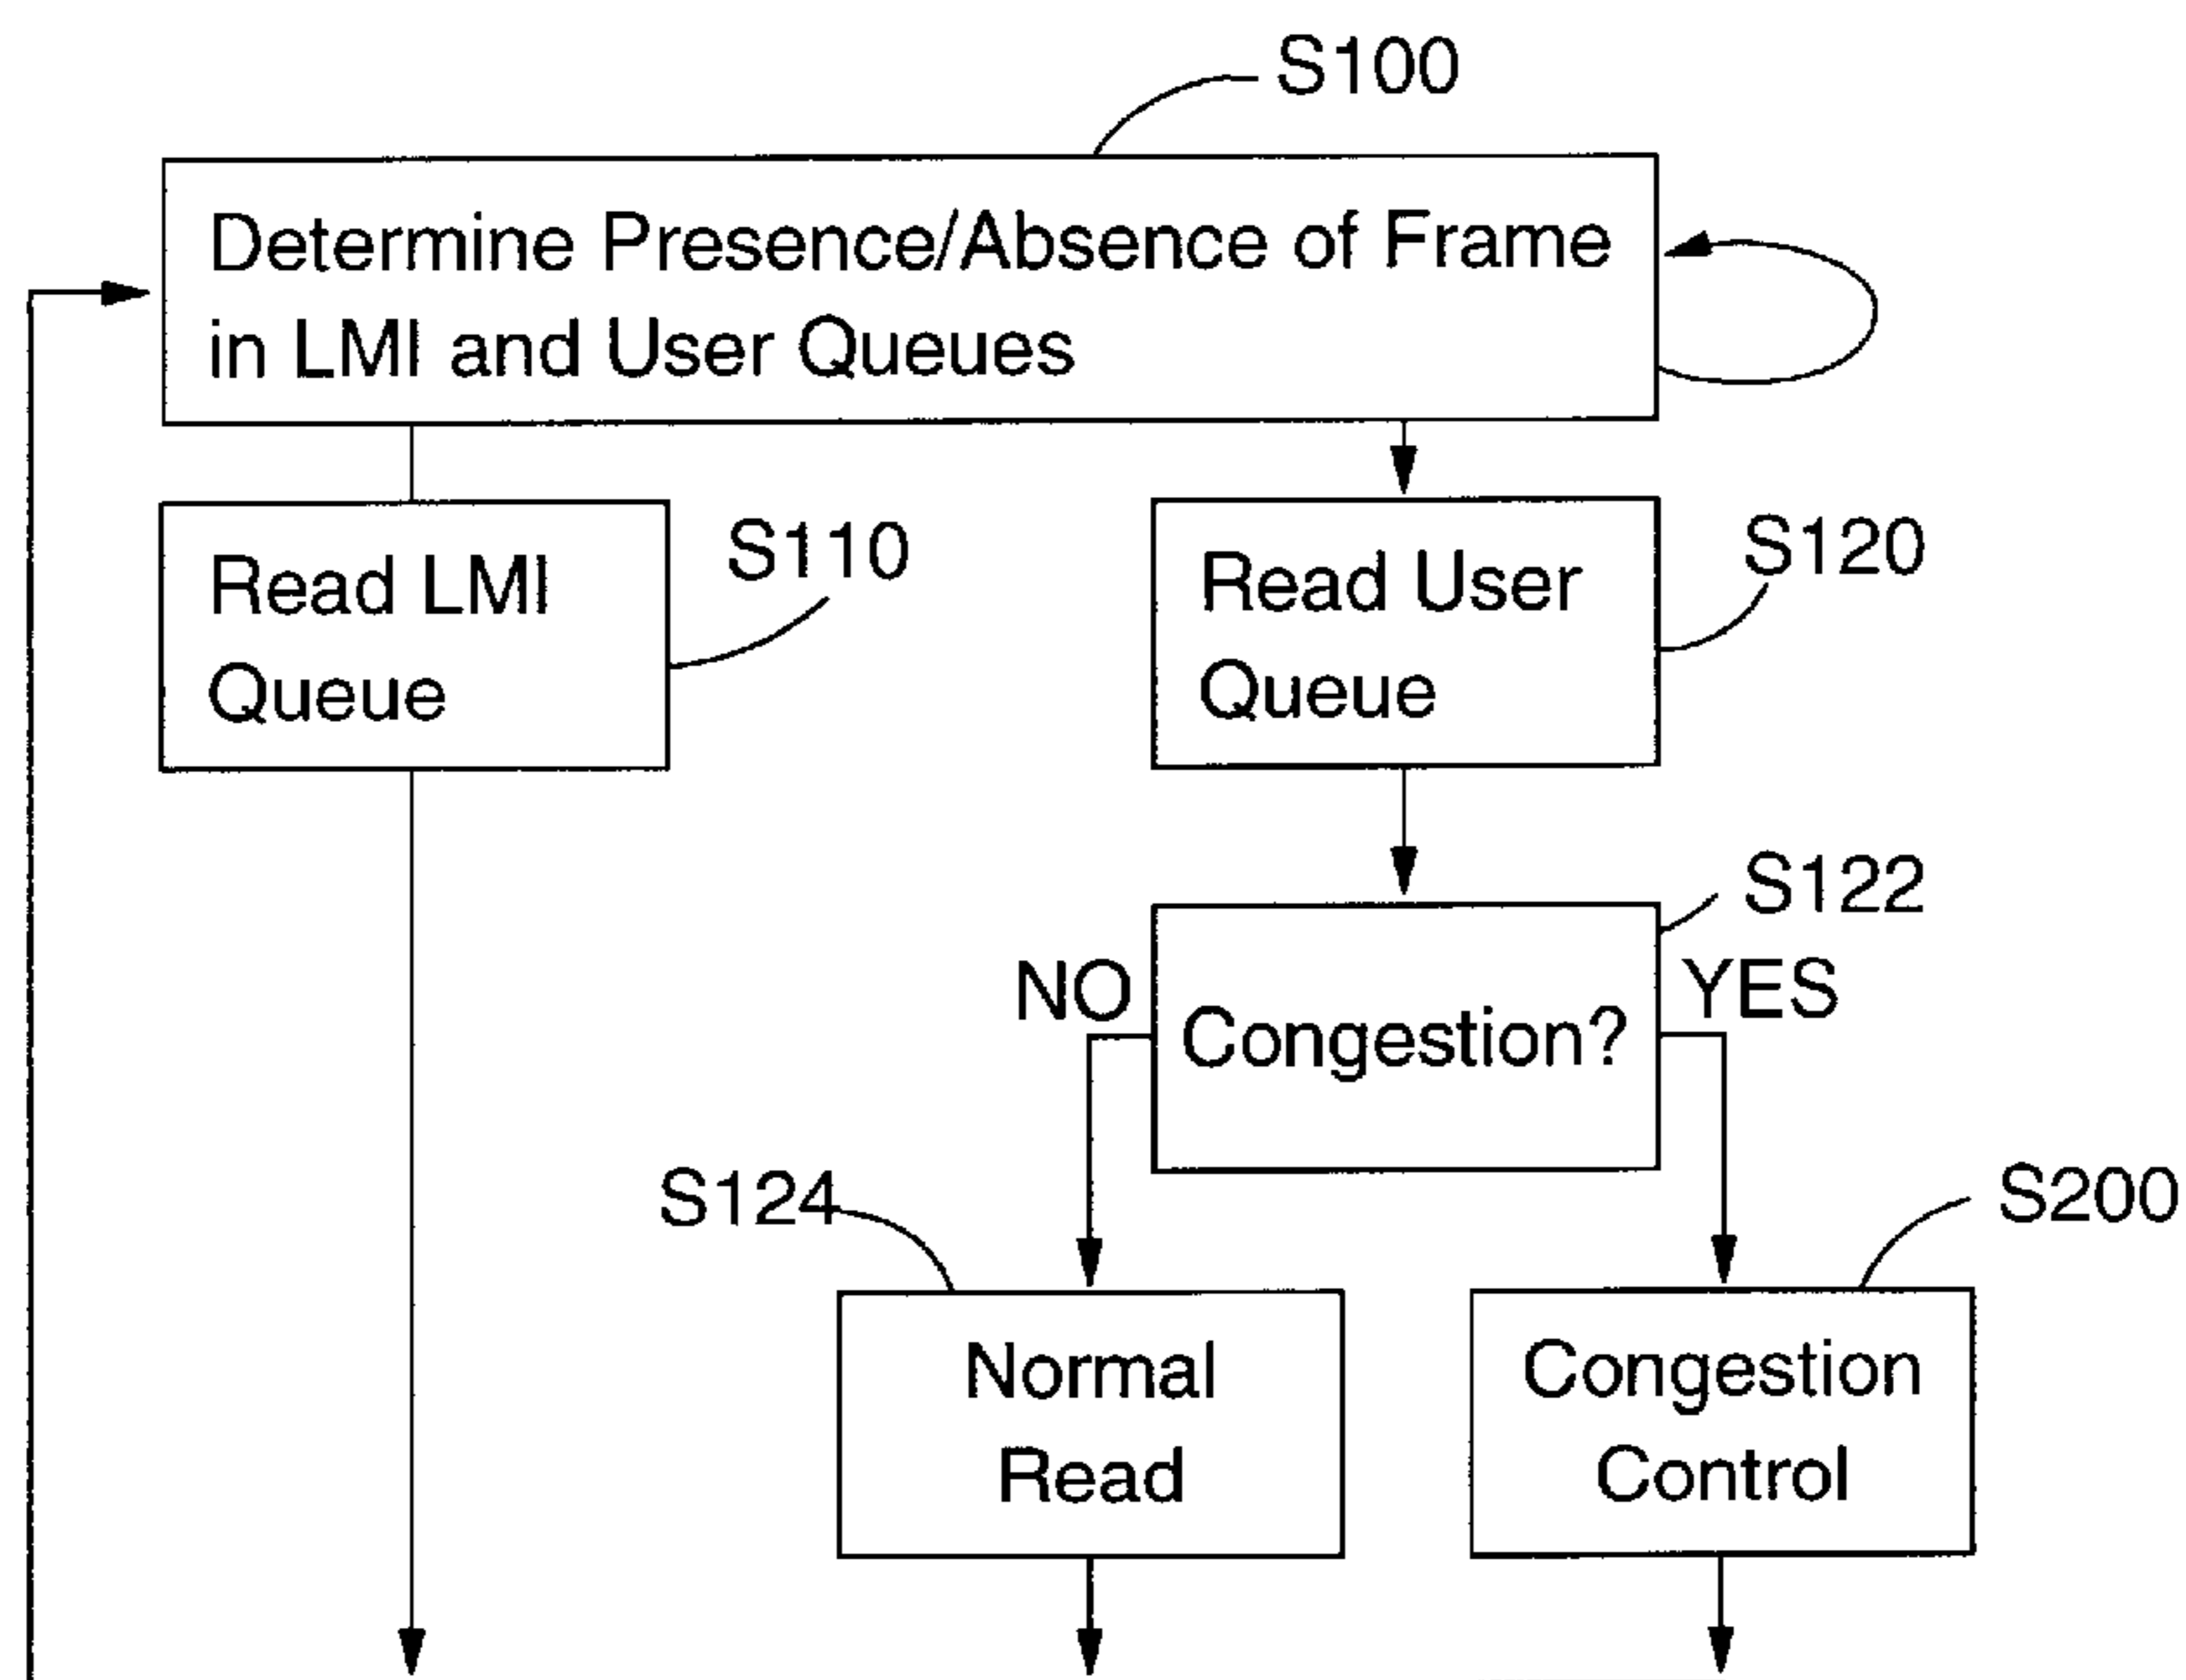 S100
Determine Presence/Absence of Frame
in LMI and User Queues
Read LMI
Queue
S110
Read User
Queue
S120
S122
NO
Congestion?
YES
S124
S200
Normal
Read
Congestion
Control